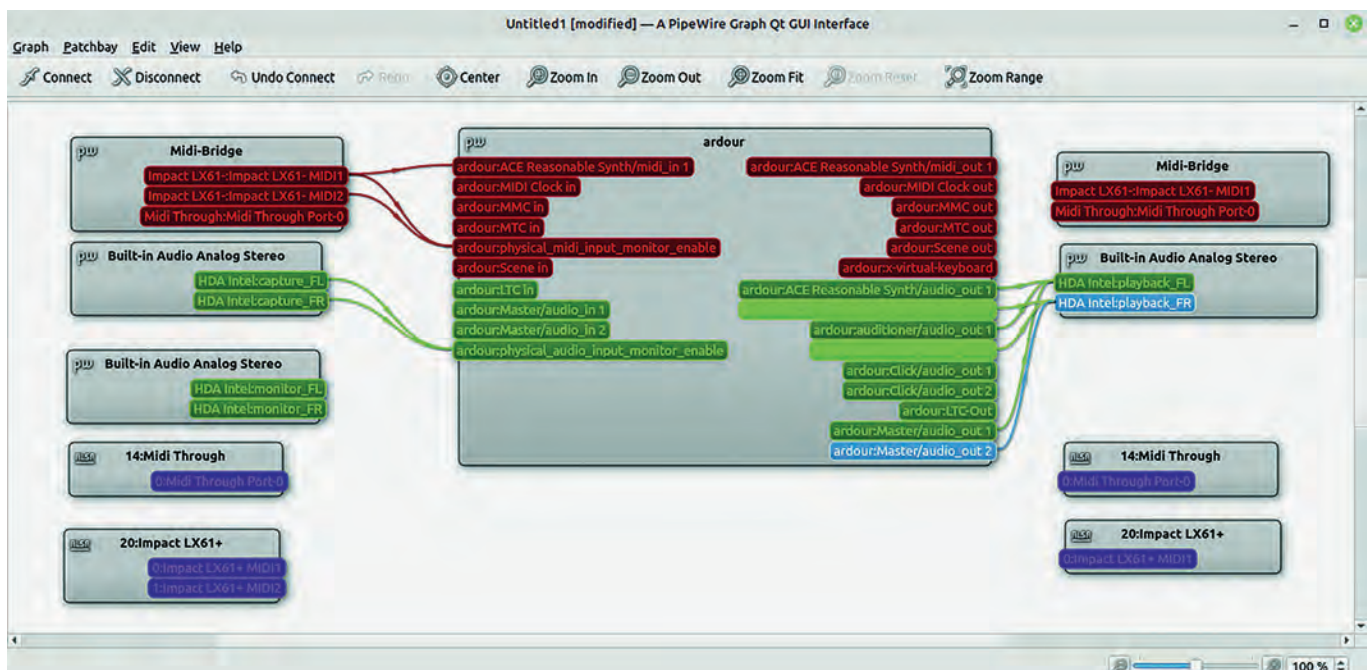 Untitled1 [modified] — A PipeWire Graph Qt GUI Interface
Graph Patchbay Edit View Help
Connect Disconnect Undo Connect Redo Center Zoom In Zoom Out Zoom Fit Zoom Reset Zoom Range
pw Midi-Bridge
Impact LX61-:Impact LX61- MIDI1
Impact LX61-:Impact LX61- MIDI2
Midi Through:Midi Through Port-0
pw Built-in Audio Analog Stereo
HDA Intel:capture_FL
HDA Intel:capture_FR
pw Built-in Audio Analog Stereo
HDA Intel:monitor_FL
HDA Intel:monitor_FR
ALSA 14:Midi Through
0:Midi Through Port-0
ALSA 20:Impact LX61+
0:Impact LX61+ MIDI1
1:Impact LX61+ MIDI2
pw ardour
ardour:ACE Reasonable Synth/midi_in 1
ardour:MIDI Clock in
ardour:MMC in
ardour:MTC in
ardour:physical_midi_input_monitor_enable
ardour:Scene in
ardour:LTC in
ardour:Master/audio_in 1
ardour:Master/audio_in 2
ardour:physical_audio_input_monitor_enable
ardour:ACE Reasonable Synth/midi_out 1
ardour:MIDI Clock out
ardour:MMC out
ardour:MTC out
ardour:Scene out
ardour:x-virtual-keyboard
ardour:ACE Reasonable Synth/audio_out 1
ardour:auditioner/audio_out 1
ardour:Click/audio_out 1
ardour:Click/audio_out 2
ardour:LTC-Out
ardour:Master/audio_out 1
ardour:Master/audio_out 2
pw Midi-Bridge
Impact LX61-:Impact LX61- MIDI1
Midi Through:Midi Through Port-0
pw Built-in Audio Analog Stereo
HDA Intel:playback_FL
HDA Intel:playback_FR
ALSA 14:Midi Through
0:Midi Through Port-0
ALSA 20:Impact LX61+
0:Impact LX61+ MIDI1
100 %